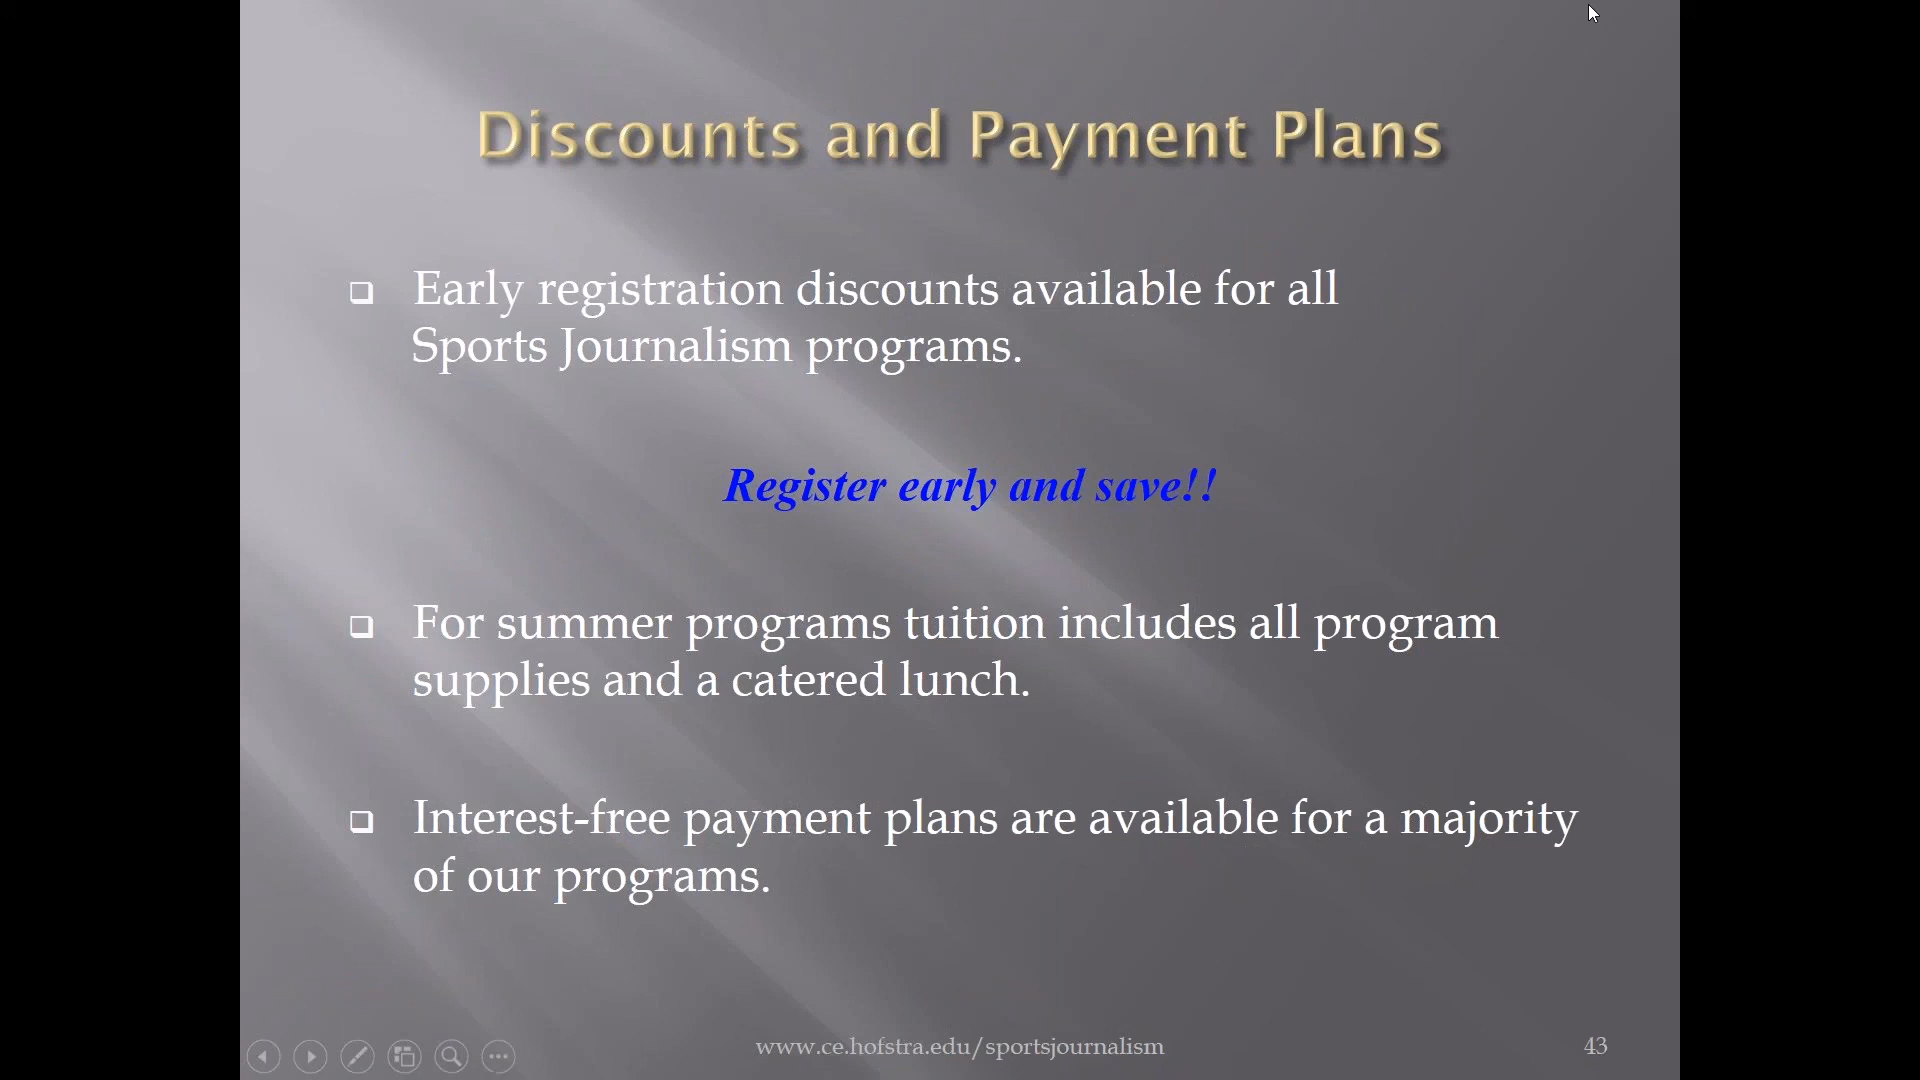 Discounts and Payment Plans
Early registration discounts available for all
Sports Journalism programs.
Register early and save!!
For summer programs tuition includes all program
supplies and a catered lunch.
Interest-free payment plans are available for a majority
of our programs.
www.ce.hofstra.edu/sportsjournalism
43